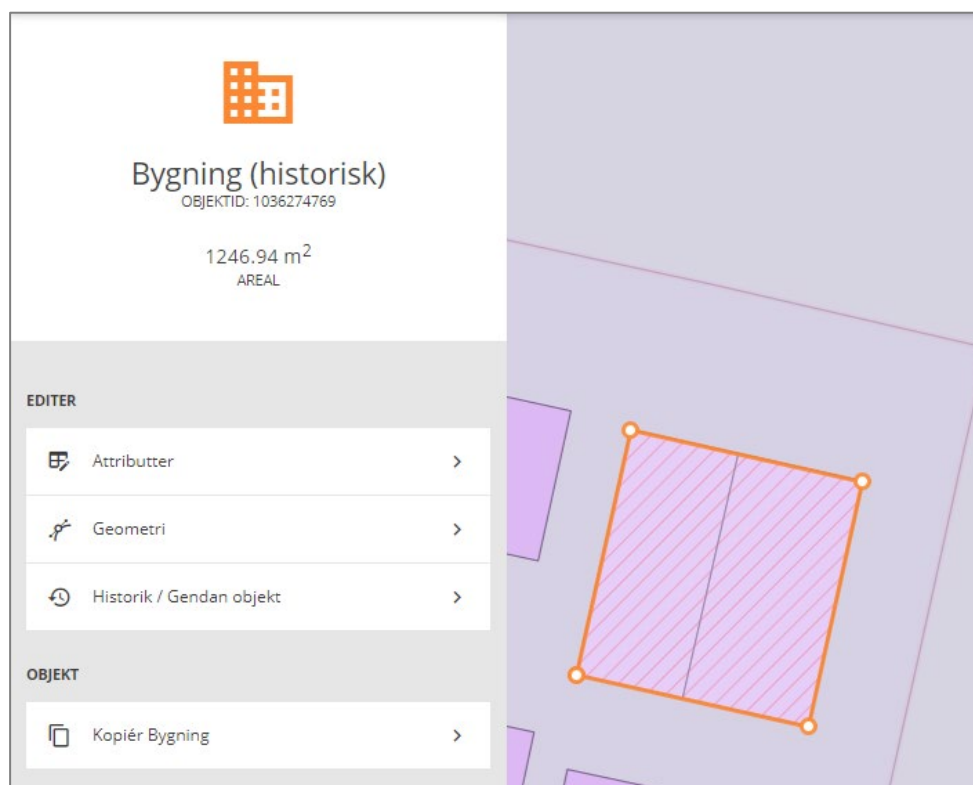 Bygning (historisk)
OBJEKTID: 1036274769
1246.94 m²
AREAL
EDITER
Attributter
Geometri
Historik / Gendan objekt
OBJEKT
Kopiér Bygning